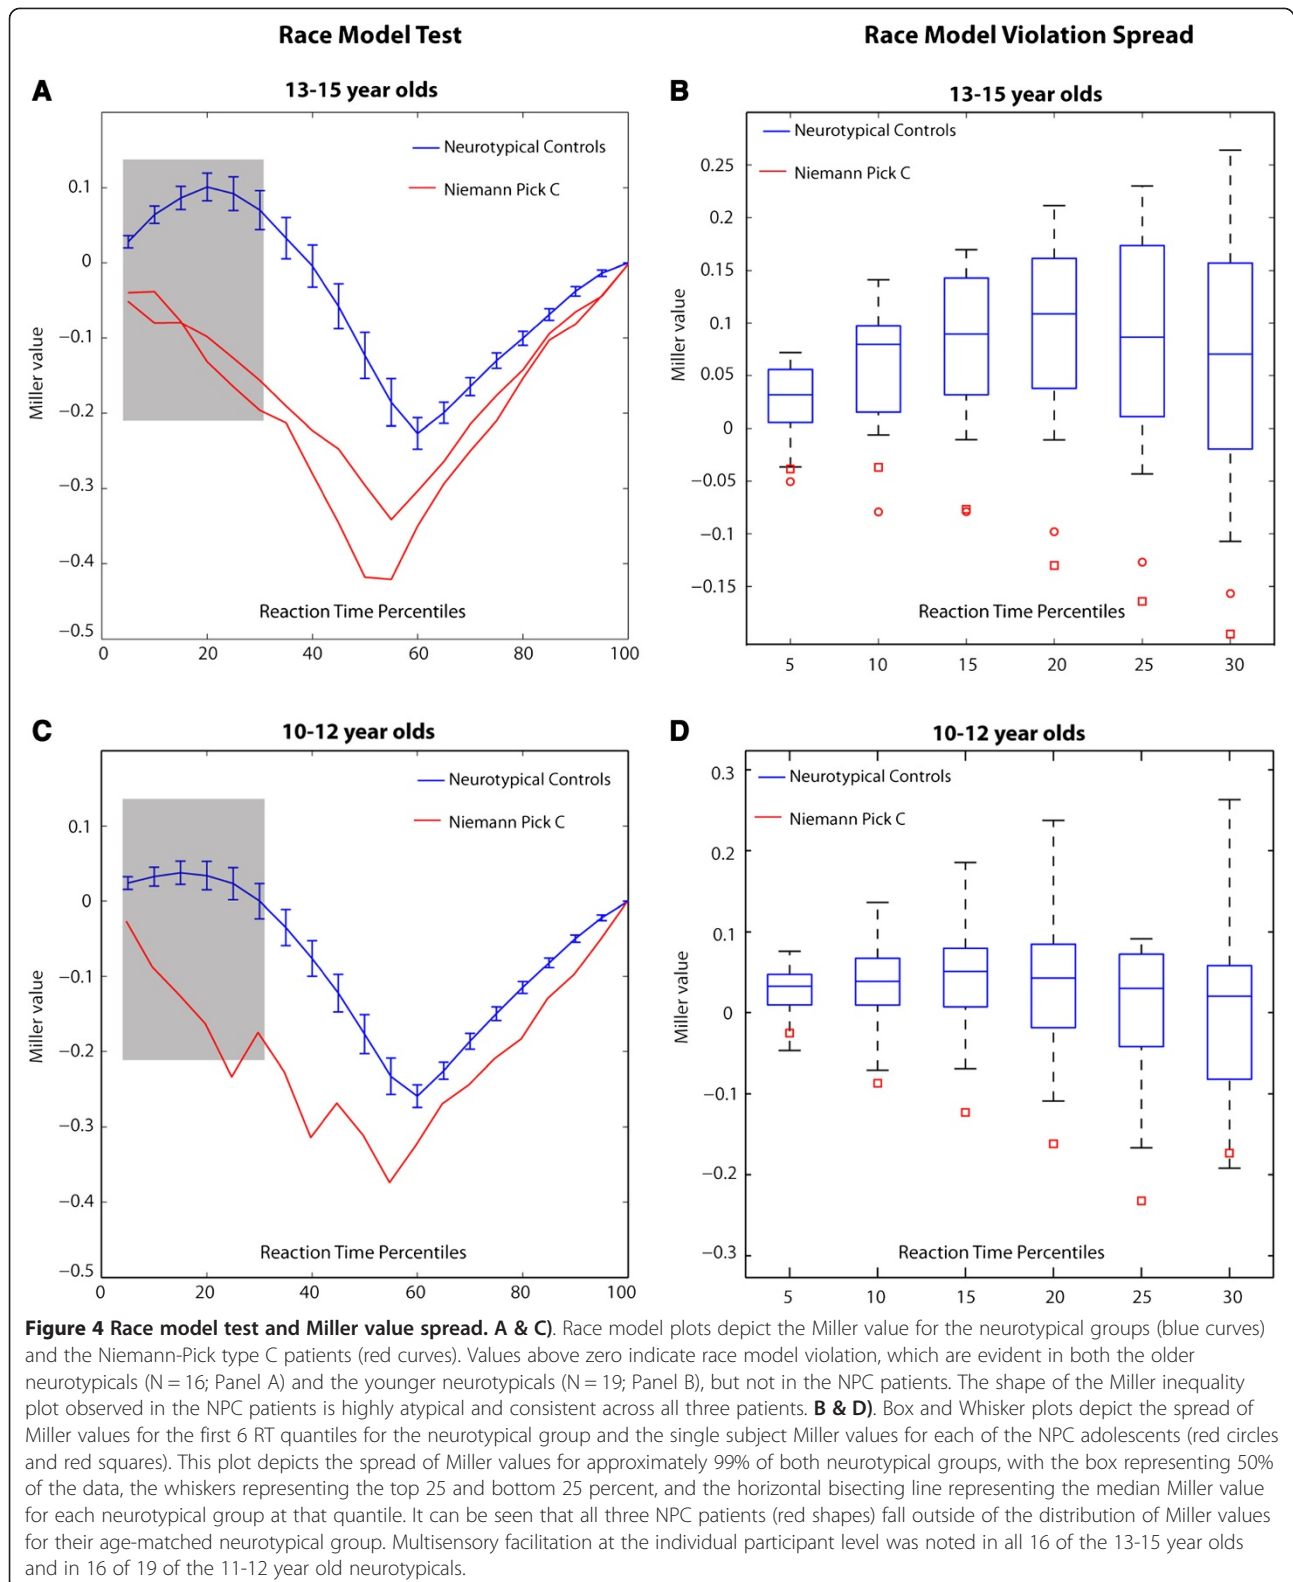 Race Model Test
Race Model Violation Spread
A
13-15 year olds
Neurotypical Controls
Niemann Pick C
0.1
0
−0.1
−0.2
−0.3
−0.4
−0.5
Miller value
Reaction Time Percentiles
0 20 40 60 80 100
B
13-15 year olds
Neurotypical Controls
Niemann Pick C
0.25
0.2
0.15
0.1
0.05
0
−0.05
−0.1
−0.15
Miller value
Reaction Time Percentiles
5 10 15 20 25 30
C
10-12 year olds
Neurotypical Controls
Niemann Pick C
0.1
0
−0.1
−0.2
−0.3
−0.4
−0.5
Miller value
Reaction Time Percentiles
0 20 40 60 80 100
D
10-12 year olds
Neurotypical Controls
Niemann Pick C
0.3
0.2
0.1
0
−0.1
−0.2
−0.3
Miller value
Reaction Time Percentiles
5 10 15 20 25 30
Figure 4 Race model test and Miller value spread. A & C). Race model plots depict the Miller value for the neurotypical groups (blue curves)
and the Niemann-Pick type C patients (red curves). Values above zero indicate race model violation, which are evident in both the older
neurotypicals (N = 16; Panel A) and the younger neurotypicals (N = 19; Panel B), but not in the NPC patients. The shape of the Miller inequality
plot observed in the NPC patients is highly atypical and consistent across all three patients. B & D). Box and Whisker plots depict the spread of
Miller values for the first 6 RT quantiles for the neurotypical group and the single subject Miller values for each of the NPC adolescents (red circles
and red squares). This plot depicts the spread of Miller values for approximately 99% of both neurotypical groups, with the box representing 50%
of the data, the whiskers representing the top 25 and bottom 25 percent, and the horizontal bisecting line representing the median Miller value
for each neurotypical group at that quantile. It can be seen that all three NPC patients (red shapes) fall outside of the distribution of Miller values
for their age-matched neurotypical group. Multisensory facilitation at the individual participant level was noted in all 16 of the 13-15 year olds
and in 16 of 19 of the 11-12 year old neurotypicals.